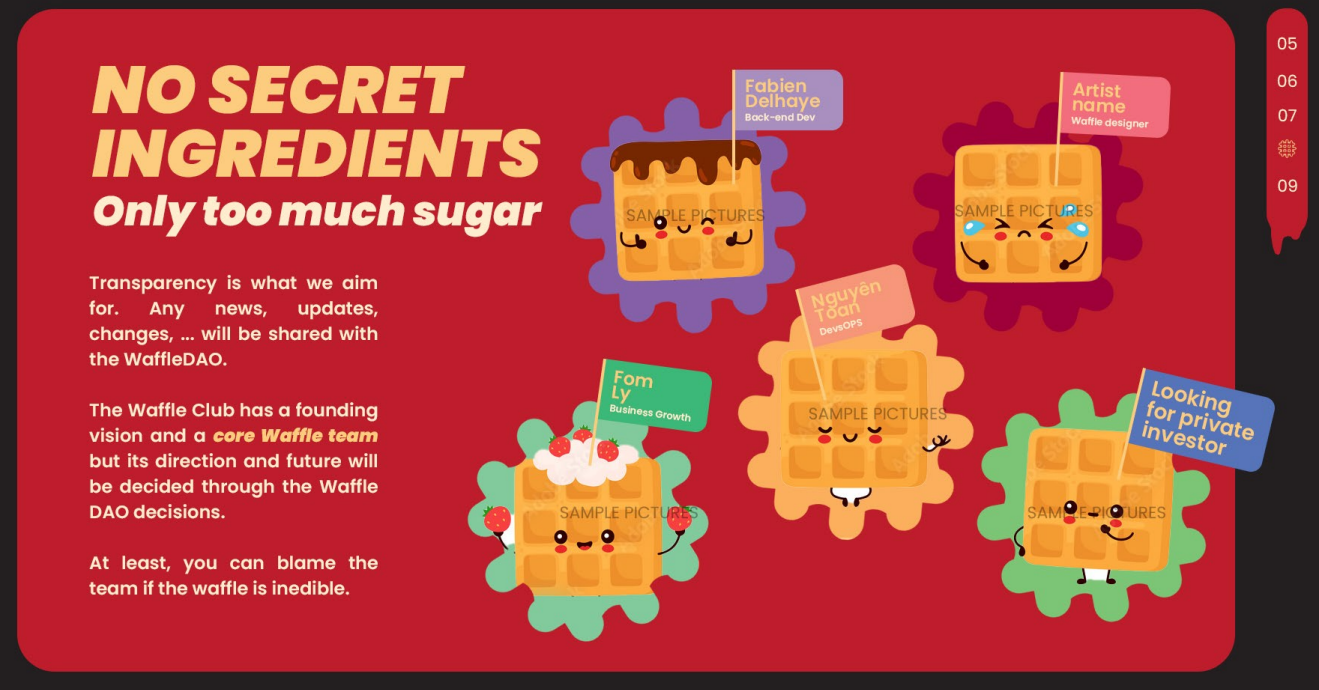 NO SECRET
INGREDIENTS
Only too much sugar
Transparency is what we aim
for. Any news, updates,
changes, ... will be shared with
the WaffleDAO.
The Waffle Club has a founding
vision and a core Waffle team
but its direction and future will
be decided through the Waffle
DAO decisions.
At least, you can blame the
team if the waffle is inedible.
Fabien
Delhaye
Back-end Dev
SAMPLE PICTURES
Artist
name
Waffle designer
SAMPLE PICTURES
Nguyên
Toan
DevsOPS
SAMPLE PICTURES
Fom
Ly
Business Growth
SAMPLE PICTURES
Looking
for private
investor
SAMPLE PICTURES
05
06
07
09